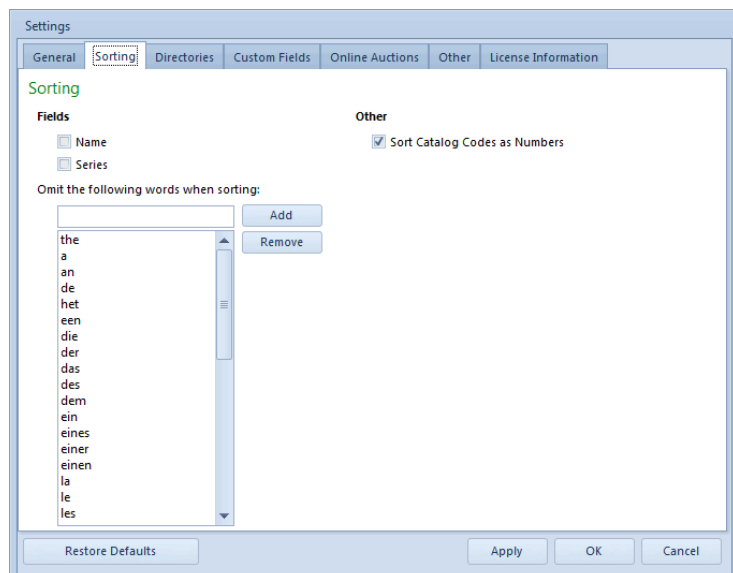 Settings
General Sorting Directories Custom Fields Online Auctions Other License Information
Sorting
Fields Other
Name Sort Catalog Codes as Numbers
Series
Omit the following words when sorting:
Add
Remove
the
a
an
de
het
een
die
der
das
des
dem
ein
eines
einer
einen
la
le
les
Restore Defaults Apply OK Cancel